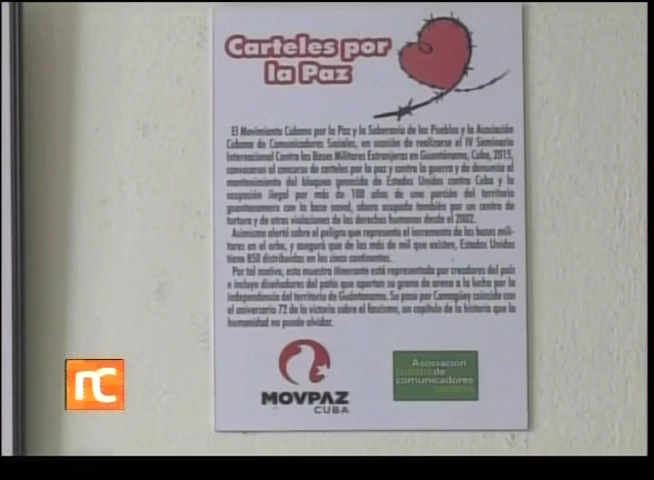 Carteles por
la Paz
El Movimiento Cubano por la Paz y la Soberanía de los Pueblos y la Asociación
Cubana de Comunicadores Sociales, en ocasión de realizarse el IV Seminario
Internacional Contra las Bases Militares Extranjeras en Guantánamo, Cuba, 2015,
convocaron al concurso de carteles por la paz y contra la guerra y de denuncia al
mantenimiento del bloqueo genocida de Estados Unidos contra Cuba y la
ocupación ilegal por más de 100 años de una porción del territorio
guantanamero con la base naval, ahora ocupada también por un centro de
tortura y de otras violaciones de los derechos humanos desde el 2002.
Asimismo alertó sobre el peligro que representa el incremento de las bases mili-
tares en el orbe, y aseguró que de las más de mil que existen, Estados Unidos
tiene 850 distribuidas en los cinco continentes.
Por tal motivo, esta muestra itinerante está representada por creadores del país
e incluye diseñadores del patio que aportan su grano de arena a la lucha por la
independencia del territorio de Guantánamo. Su paso por Camagüey coincide con
el aniversario 72 de la victoria sobre el fascismo, un capítulo de la historia que la
humanidad no puede olvidar.
MOVPAZ
CUBA
Asociacion
cubana de
comunicadores
sociales
nc